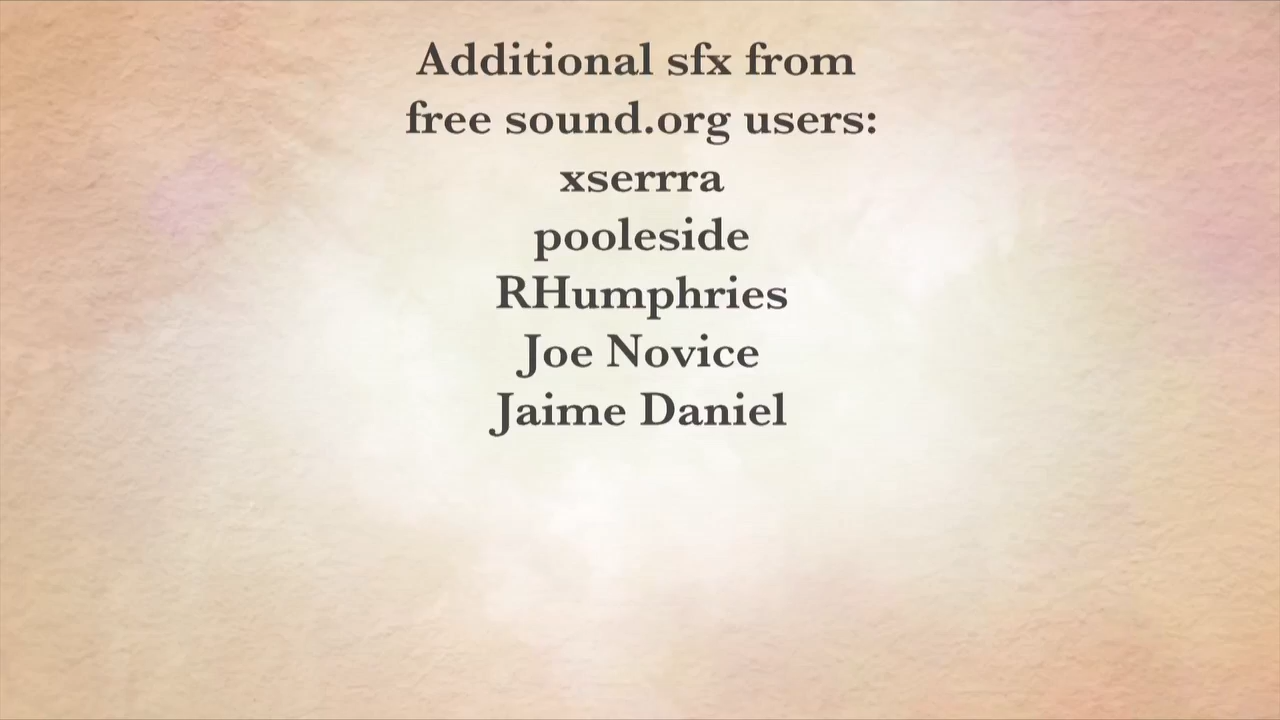 Additional sfx from
free sound.org users:
xserrra
pooleside
RHumphries
Joe Novice
Jaime Daniel